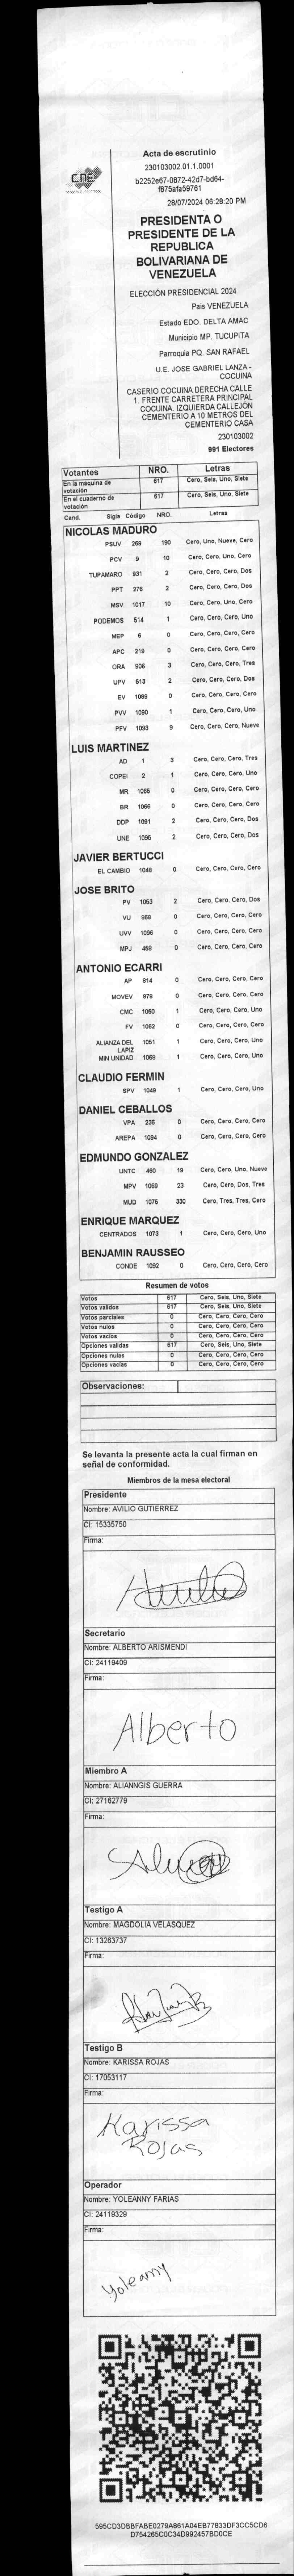 Acta de escrutinio
230103002.01.1.0001
b2252e67-0872-42d7-bd64-
f875afa59761
28/07/2024 06:28:20 PM
CNE
PRESIDENTA O
PRESIDENTE DE LA
REPUBLICA
BOLIVARIANA DE
VENEZUELA
ELECCIÓN PRESIDENCIAL 2024
Pais VENEZUELA
Estado EDO. DELTA AMAC
Municipio MP. TUCUPITA
Parroquia PQ. SAN RAFAEL
U.E. JOSE GABRIEL LANZA -
COCUINA
CASERIO COCUINA DERECHA CALLE
1. FRENTE CARRETERA PRINCIPAL
COCUINA. IZQUIERDA CALLEJÓN
CEMENTERIO A 10 METROS DEL
CEMENTERIO CASA
230103002
991 Electores
Votantes NRO. Letras
En la máquina de votación 617 Cero, Seis, Uno, Siete
En el cuaderno de votación 617 Cero, Seis, Uno, Siete
Cand. Sigla Código NRO. Letras
NICOLAS MADURO
PSUV 269 190 Cero, Uno, Nueve, Cero
PCV 9 10 Cero, Cero, Uno, Cero
TUPAMARO 931 2 Cero, Cero, Cero, Dos
PPT 276 2 Cero, Cero, Cero, Dos
MSV 1017 10 Cero, Cero, Uno, Cero
PODEMOS 514 1 Cero, Cero, Cero, Uno
MEP 6 0 Cero, Cero, Cero, Cero
APC 219 0 Cero, Cero, Cero, Cero
ORA 906 3 Cero, Cero, Cero, Tres
UPV 613 2 Cero, Cero, Cero, Dos
EV 1089 0 Cero, Cero, Cero, Cero
PVV 1090 1 Cero, Cero, Cero, Uno
PFV 1093 9 Cero, Cero, Cero, Nueve
LUIS MARTINEZ
AD 1 3 Cero, Cero, Cero, Tres
COPEI 2 1 Cero, Cero, Cero, Uno
MR 1065 0 Cero, Cero, Cero, Cero
BR 1066 0 Cero, Cero, Cero, Cero
DDP 1091 2 Cero, Cero, Cero, Dos
UNE 1095 2 Cero, Cero, Cero, Dos
JAVIER BERTUCCI
EL CAMBIO 1048 0 Cero, Cero, Cero, Cero
JOSE BRITO
PV 1053 2 Cero, Cero, Cero, Dos
VU 968 0 Cero, Cero, Cero, Cero
UVV 1096 0 Cero, Cero, Cero, Cero
MPJ 458 0 Cero, Cero, Cero, Cero
ANTONIO ECARRI
AP 814 0 Cero, Cero, Cero, Cero
MOVEV 978 0 Cero, Cero, Cero, Cero
CMC 1050 1 Cero, Cero, Cero, Uno
FV 1062 0 Cero, Cero, Cero, Cero
ALIANZA DEL LAPIZ 1051 1 Cero, Cero, Cero, Uno
MIN UNIDAD 1068 1 Cero, Cero, Cero, Uno
CLAUDIO FERMIN
SPV 1049 1 Cero, Cero, Cero, Uno
DANIEL CEBALLOS
VPA 236 0 Cero, Cero, Cero, Cero
AREPA 1094 0 Cero, Cero, Cero, Cero
EDMUNDO GONZALEZ
UNTC 460 19 Cero, Cero, Uno, Nueve
MPV 1069 23 Cero, Cero, Dos, Tres
MUD 1075 330 Cero, Tres, Tres, Cero
ENRIQUE MARQUEZ
CENTRADOS 1073 1 Cero, Cero, Cero, Uno
BENJAMIN RAUSSEO
CONDE 1092 0 Cero, Cero, Cero, Cero
Resumen de votos
Votos 617 Cero, Seis, Uno, Siete
Votos validos 617 Cero, Seis, Uno, Siete
Votos parciales 0 Cero, Cero, Cero, Cero
Votos nulos 0 Cero, Cero, Cero, Cero
Votos vacios 0 Cero, Cero, Cero, Cero
Opciones validas 617 Cero, Seis, Uno, Siete
Opciones nulas 0 Cero, Cero, Cero, Cero
Opciones vacias 0 Cero, Cero, Cero, Cero
Observaciones:
Se levanta la presente acta la cual firman en
señal de conformidad.
Miembros de la mesa electoral
Presidente
Nombre: AVILIO GUTIERREZ
CI: 15335750
Firma:
Secretario
Nombre: ALBERTO ARISMENDI
CI: 24119409
Firma:
Alberto
Miembro A
Nombre: ALIANNGIS GUERRA
CI: 27162779
Firma:
Testigo A
Nombre: MAGDOLIA VELASQUEZ
CI: 13263737
Firma:
Testigo B
Nombre: KARISSA ROJAS
CI: 17053117
Firma:
Karissa
Rojas
Operador
Nombre: YOLEANNY FARIAS
CI: 24119329
Firma:
Yoleanny
595CD3DBBFABE0279A861A04EB77833DF3CC5CD6
D754265C0C34D992457BD0CE